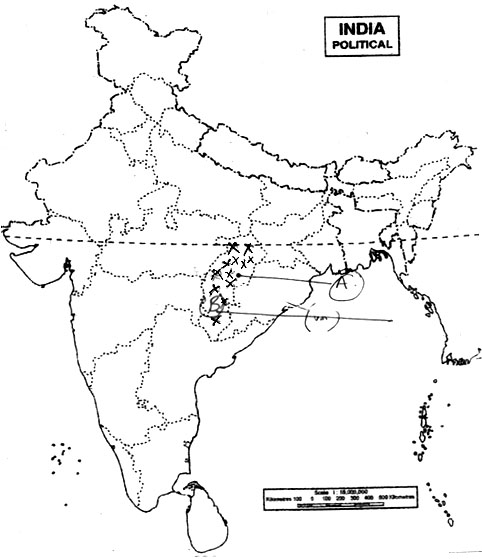 INDIA
POLITICAL
A
B
Scale 1 : 18,000,000
Kilometres 100 0 100 200 300 400 500 Kilometres